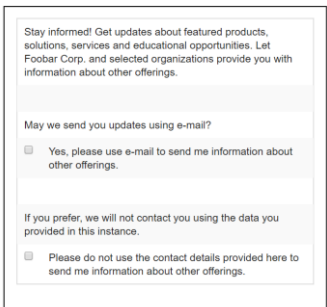 Stay informed! Get updates about featured products,
solutions, services and educational opportunities. Let
Foobar Corp. and selected organizations provide you with
information about other offerings.
May we send you updates using e-mail?
Yes, please use e-mail to send me information about
other offerings.
If you prefer, we will not contact you using the data you
provided in this instance.
Please do not use the contact details provided here to
send me information about other offerings.